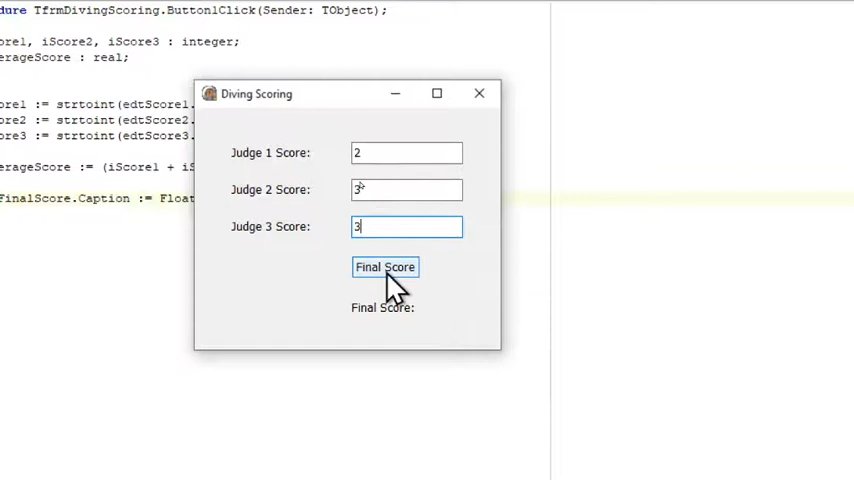 dure TfrmDivingScoring.Button1Click(Sender: TObject);
ore1, iScore2, iScore3 : integer;
erageScore : real;
ore1 := strtoint(edtScore1.
ore2 := strtoint(edtScore2.
ore3 := strtoint(edtScore3.
erageScore := (iScore1 + iS
FinalScore.Caption := Float
Diving Scoring
Judge 1 Score: 2
Judge 2 Score: 3
Judge 3 Score: 3
Final Score
Final Score: